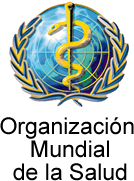 Organización
Mundial
de la Salud